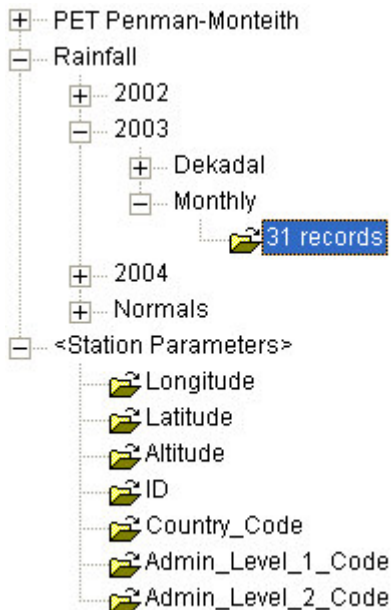 PET Penman-Monteith
Rainfall
2002
2003
Dekadal
Monthly
31 records
2004
Normals
<Station Parameters>
Longitude
Latitude
Altitude
ID
Country_Code
Admin_Level_1_Code
Admin_Level_2_Code